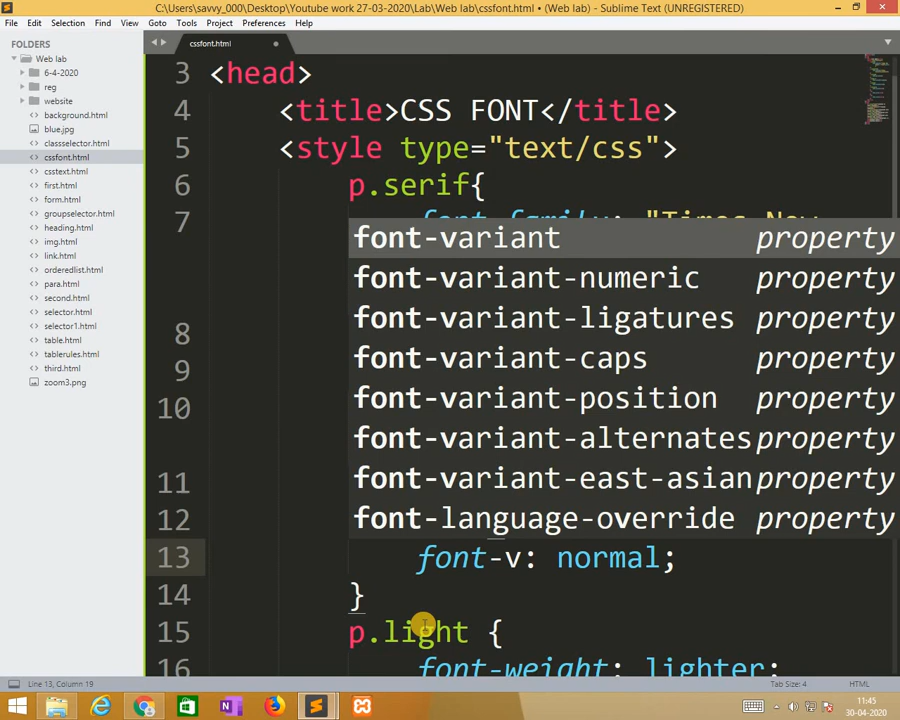 C:\Users\savvy_000\Desktop\Youtube work 27-03-2020\Lab\Web lab\cssfont.html • (Web lab) - Sublime Text (UNREGISTERED)
File Edit Selection Find View Goto Tools Project Preferences Help
FOLDERS
Web lab
6-4-2020
reg
website
background.html
blue.jpg
classselector.html
cssfont.html
csstext.html
first.html
form.html
groupselector.html
heading.html
img.html
link.html
orderedlist.html
para.html
second.html
selector.html
selector1.html
table.html
tablerules.html
third.html
zoom3.png
cssfont.html
3 <head>
4 <title>CSS FONT</title>
5 <style type="text/css">
6 p.serif{
7 font-family: "Times New
font-variant property
font-variant-numeric property
font-variant-ligatures property
8
font-variant-caps property
9
font-variant-position property
10
font-variant-alternates property
font-variant-east-asian property
11
font-language-override property
12
13 font-v: normal;
14 }
15 p.light {
16 font-weight: lighter;
Line 13, Column 19
Tab Size: 4
HTML
11:45
30-04-2020